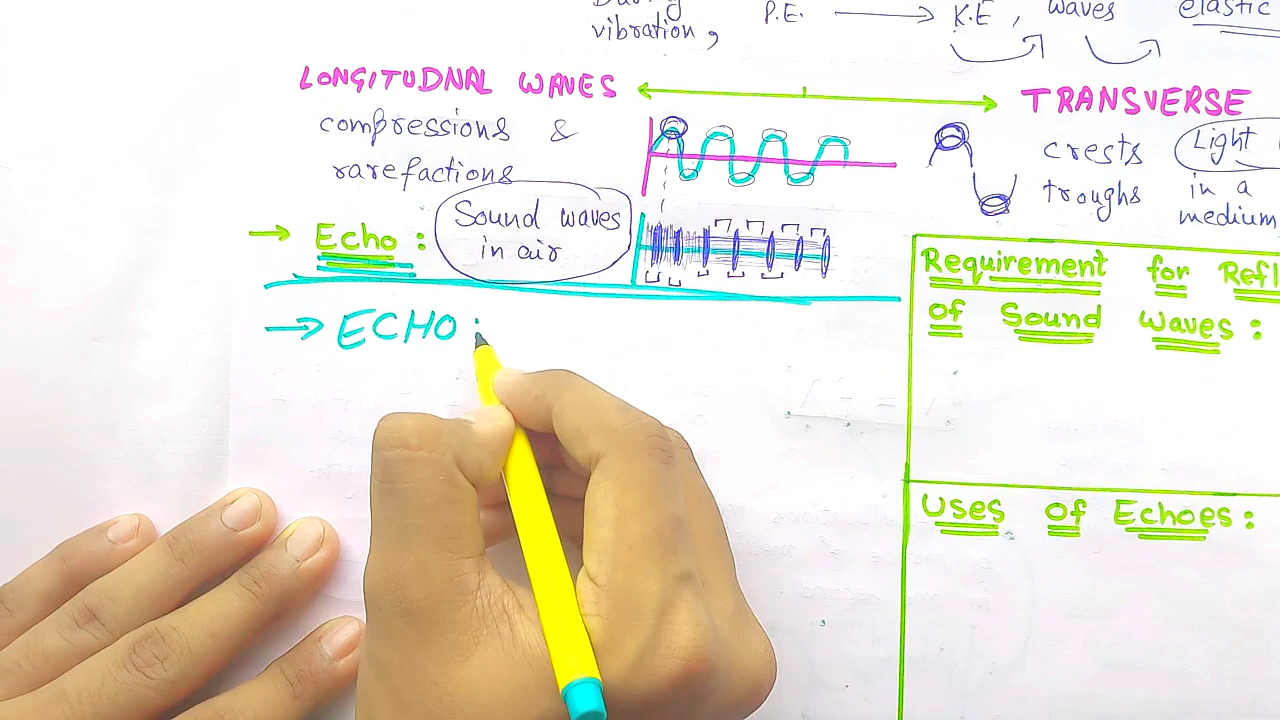 During
vibration,
P.E. → K.E, waves elastic
LONGITUDNAL WAVES
compressions &
rarefactions
Sound waves
in air
→ Echo:
→ ECHO:
TRANSVERSE
crests
troughs
Light
in a
medium
Requirement for Refl
of Sound Waves:
Uses of Echoes: